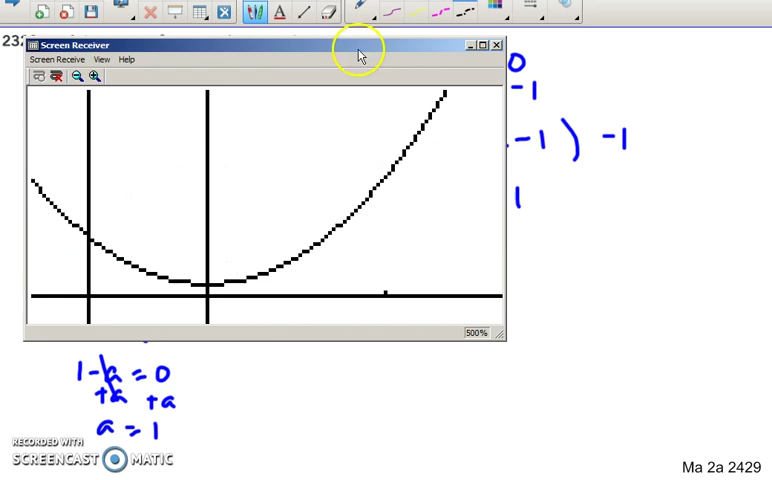 232
Screen Receiver
Screen Receive View Help
0
-1
-1 ) -1
1
500%
1-a=0
+a +a
a = 1
RECORDED WITH
SCREENCAST MATIC
Ma 2a 2429